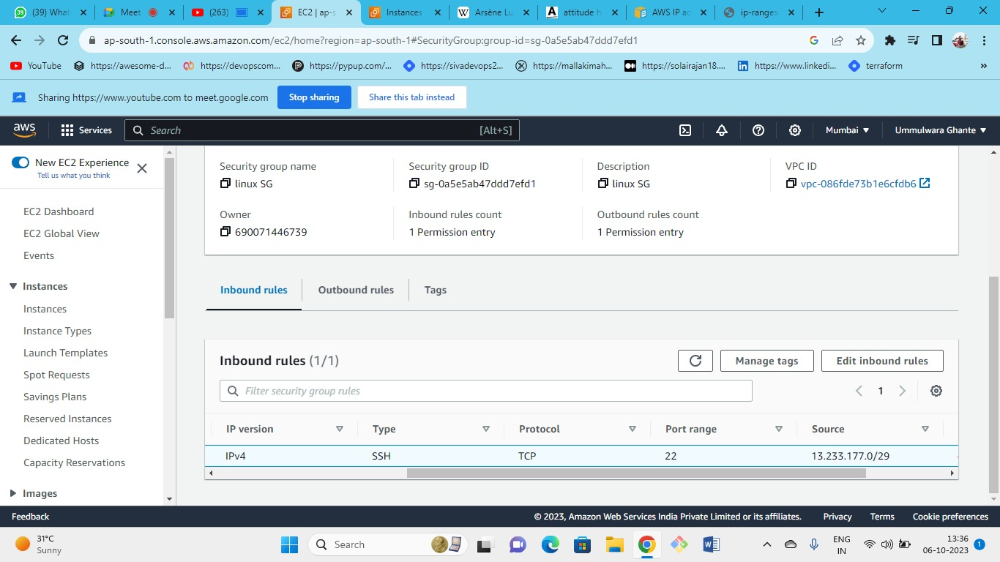 (39) What
Meet
(263)
EC2 | ap-s
Instances
Arsène Lu
attitude h
AWS IP ad
ip-ranges
ap-south-1.console.aws.amazon.com/ec2/home?region=ap-south-1#SecurityGroup:group-id=sg-0a5e5ab47ddd7efd1
YouTube
https://awesome-d...
https://devopscom...
https://pypup.com/...
https://sivadevops2...
https://mallakimah...
https://solairajan18....
https://www.linkedi...
terraform
»
Sharing https://www.youtube.com to meet.google.com
Stop sharing
Share this tab instead
aws
Services
Search
[Alt+S]
Mumbai
Ummulwara Ghante
New EC2 Experience
Tell us what you think
EC2 Dashboard
EC2 Global View
Events
Instances
Instances
Instance Types
Launch Templates
Spot Requests
Savings Plans
Reserved Instances
Dedicated Hosts
Capacity Reservations
Images
Security group name
linux SG
Security group ID
sg-0a5e5ab47ddd7efd1
Description
linux SG
VPC ID
vpc-086fde73b1e6cfdb6
Owner
690071446739
Inbound rules count
1 Permission entry
Outbound rules count
1 Permission entry
Inbound rules
Outbound rules
Tags
Inbound rules (1/1)
Manage tags
Edit inbound rules
Filter security group rules
1
IP version
Type
Protocol
Port range
Source
IPv4
SSH
TCP
22
13.233.177.0/29
Feedback
© 2023, Amazon Web Services India Private Limited or its affiliates.
Privacy
Terms
Cookie preferences
31°C
Sunny
Search
ENG
IN
13:36
06-10-2023
1